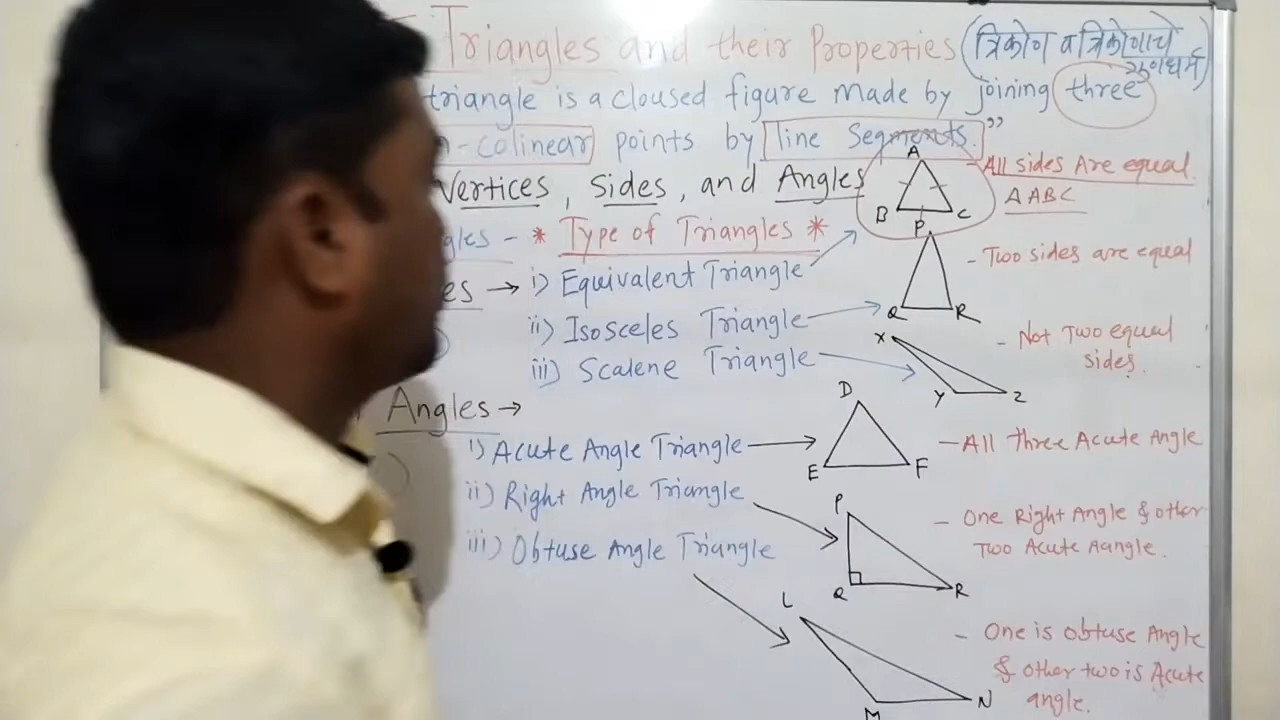 Triangles and their Properties (त्रिकोण व त्रिकोणाचे गुणधर्म)
triangle is a cloused figure made by joining three
n-colinear points by line Segments."
Vertices, Sides, and Angles
A
B
C
- All sides Are equal
△ ABC
gles - * Type of Triangles *
es → i) Equivalent Triangle
P
Q
R
- Two sides are equal
ii) Isosceles Triangle
iii) Scalene Triangle
X
Y
Z
- Not Two equal
sides.
Angles →
i) Acute Angle Triangle
D
E
F
- All three Acute Angle
ii) Right Angle Triangle
P
Q
R
- One Right Angle & other
Two Acute Aangle.
iii) Obtuse Angle Triangle
L
M
N
- One is obtuse Angle
& other two is Acute
angle.